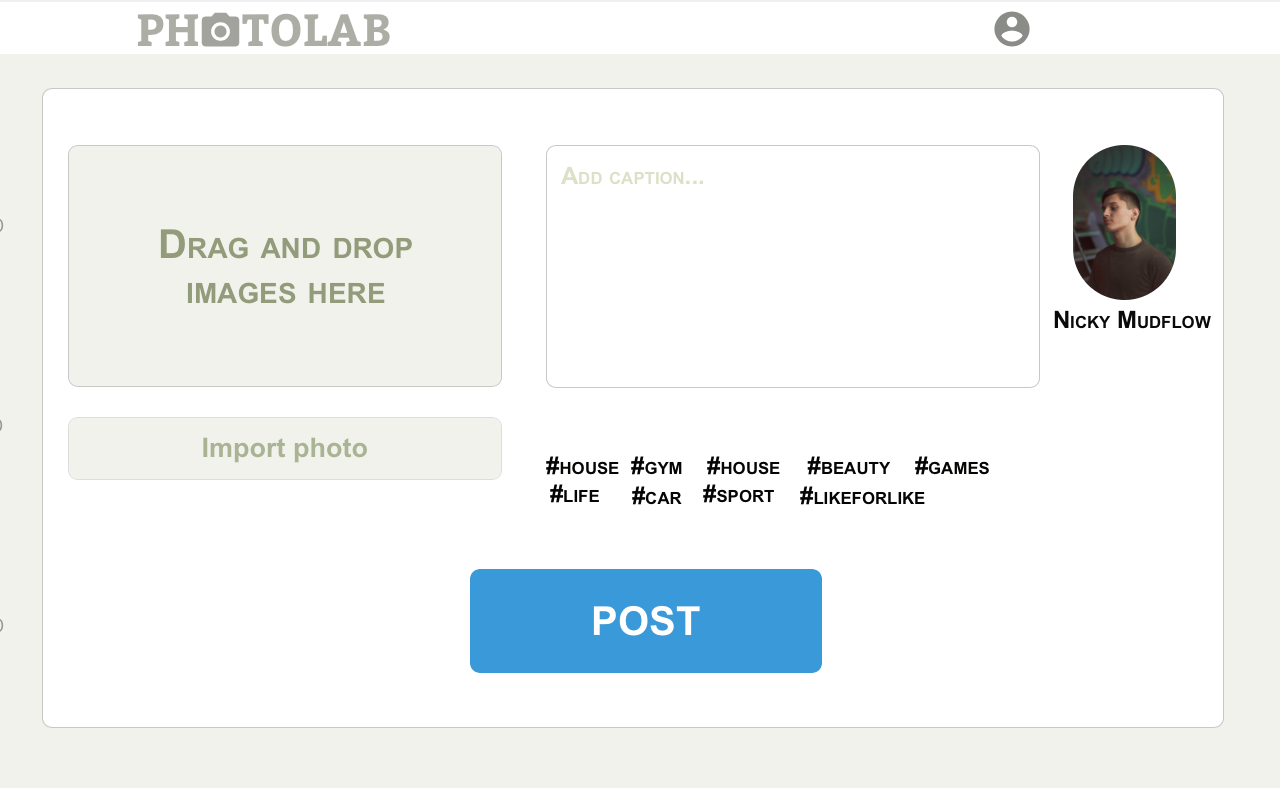 PHOTOLAB
Drag and drop
images here
Add caption...
Nicky Mudflow
Import photo
#house #gym #house #beauty #games
#life #car #sport #likeforlike
POST